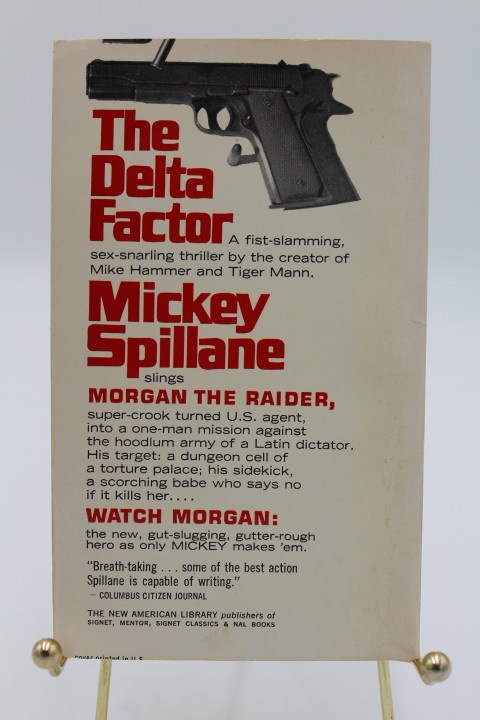 The
Delta
Factor A fist-slamming,
sex-snarling thriller by the creator of
Mike Hammer and Tiger Mann.
Mickey
Spillane
slings
MORGAN THE RAIDER,
super-crook turned U.S. agent,
into a one-man mission against
the hoodlum army of a Latin dictator.
His target: a dungeon cell of
a torture palace; his sidekick,
a scorching babe who says no
if it kills her....
WATCH MORGAN:
the new, gut-slugging, gutter-rough
hero as only MICKEY makes 'em.
"Breath-taking . . . some of the best action
Spillane is capable of writing."
— COLUMBUS CITIZEN JOURNAL
THE NEW AMERICAN LIBRARY publishers of
SIGNET, MENTOR, SIGNET CLASSICS & NAL BOOKS
cover printed in U.S.